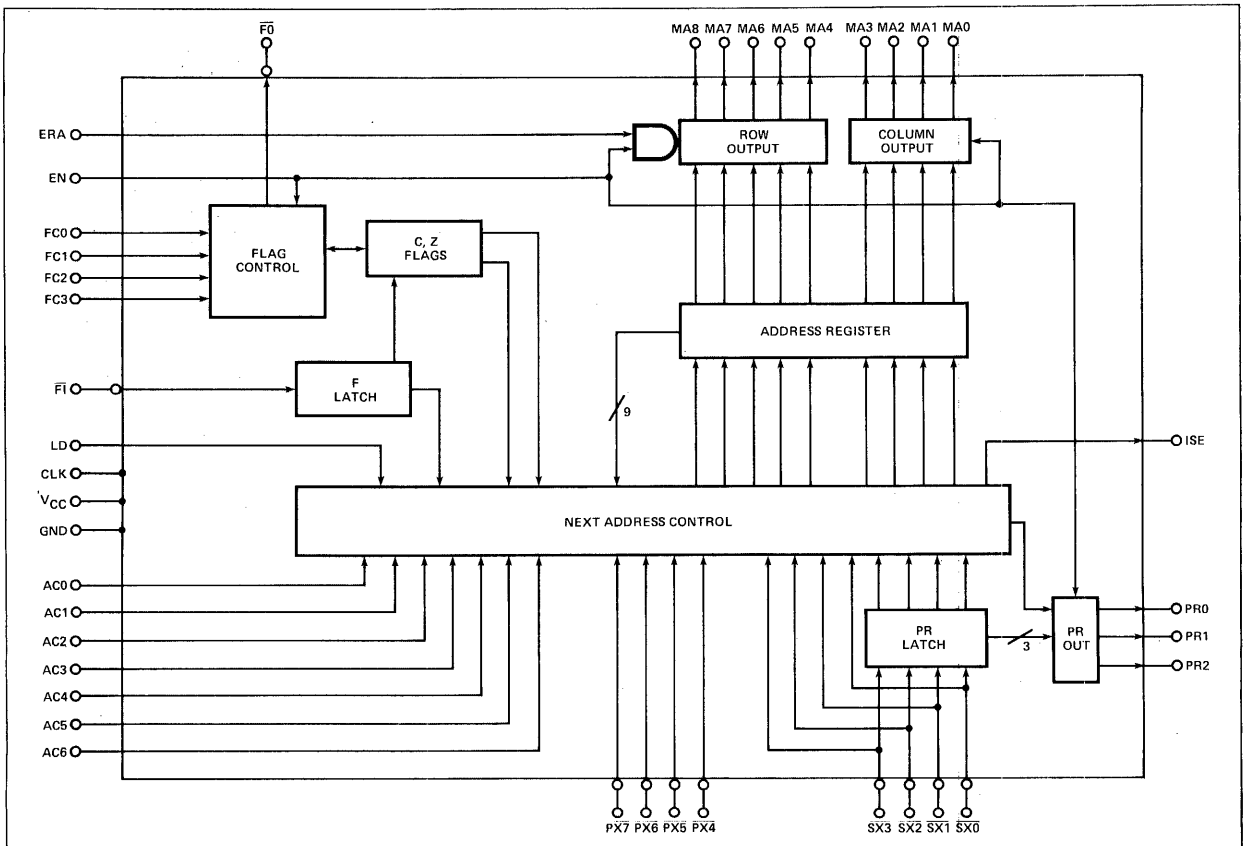 F0
MA8 MA7 MA6 MA5 MA4 MA3 MA2 MA1 MA0
ERA
ROW OUTPUT
COLUMN OUTPUT
EN
FC0
FC1
FC2
FC3
FLAG CONTROL
C, Z FLAGS
ADDRESS REGISTER
FI
F LATCH
9
LD
CLK
VCC
GND
ISE
NEXT ADDRESS CONTROL
AC0
AC1
AC2
AC3
AC4
AC5
AC6
PR LATCH
3
PR OUT
PR0
PR1
PR2
PX7 PX6 PX5 PX4 SX3 SX2 SX1 SX0